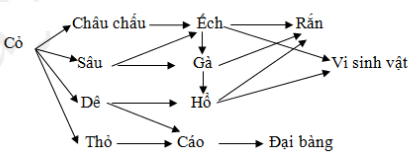 Châu chấu Ếch Rắn
Cỏ
Sâu Gà Vi sinh vật
Dê Hổ
Thỏ Cáo Đại bàng